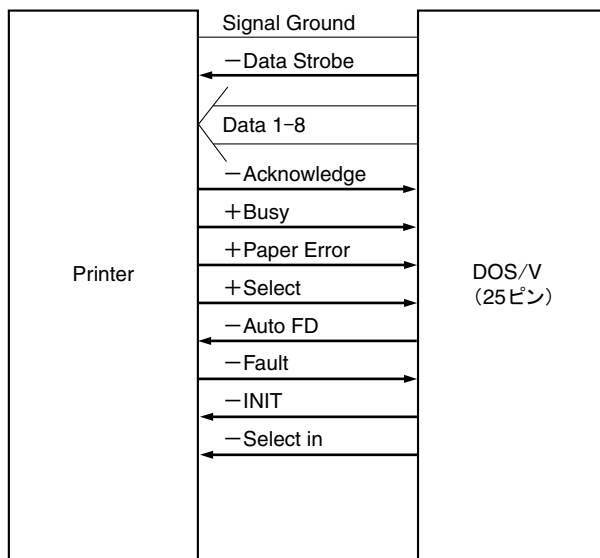 Signal Ground
−Data Strobe
Data 1−8
−Acknowledge
+Busy
+Paper Error
Printer
+Select
DOS/V
（25ピン）
−Auto FD
−Fault
−INIT
−Select in